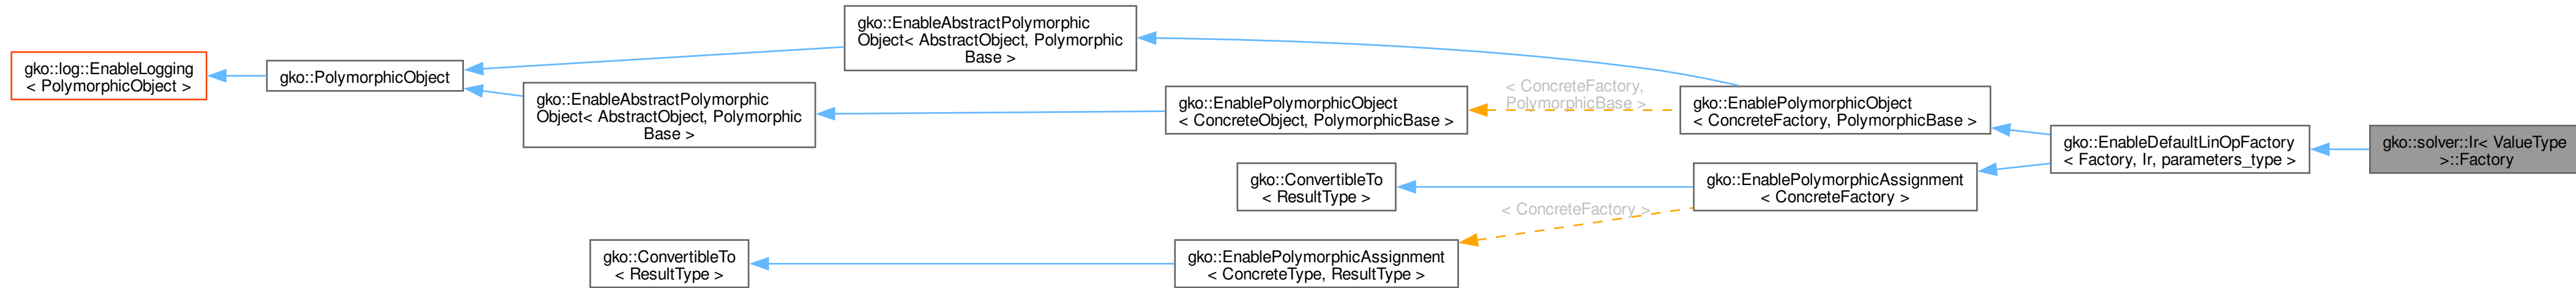 gko::log::EnableLogging
< PolymorphicObject >
gko::PolymorphicObject
gko::EnableAbstractPolymorphic
Object< AbstractObject, Polymorphic
Base >
gko::EnableAbstractPolymorphic
Object< AbstractObject, Polymorphic
Base >
gko::EnablePolymorphicObject
< ConcreteObject, PolymorphicBase >
< ConcreteFactory,
PolymorphicBase >
gko::EnablePolymorphicObject
< ConcreteFactory, PolymorphicBase >
gko::EnableDefaultLinOpFactory
< Factory, Ir, parameters_type >
gko::solver::Ir< ValueType
>::Factory
gko::ConvertibleTo
< ResultType >
gko::EnablePolymorphicAssignment
< ConcreteFactory >
< ConcreteFactory >
gko::ConvertibleTo
< ResultType >
gko::EnablePolymorphicAssignment
< ConcreteType, ResultType >